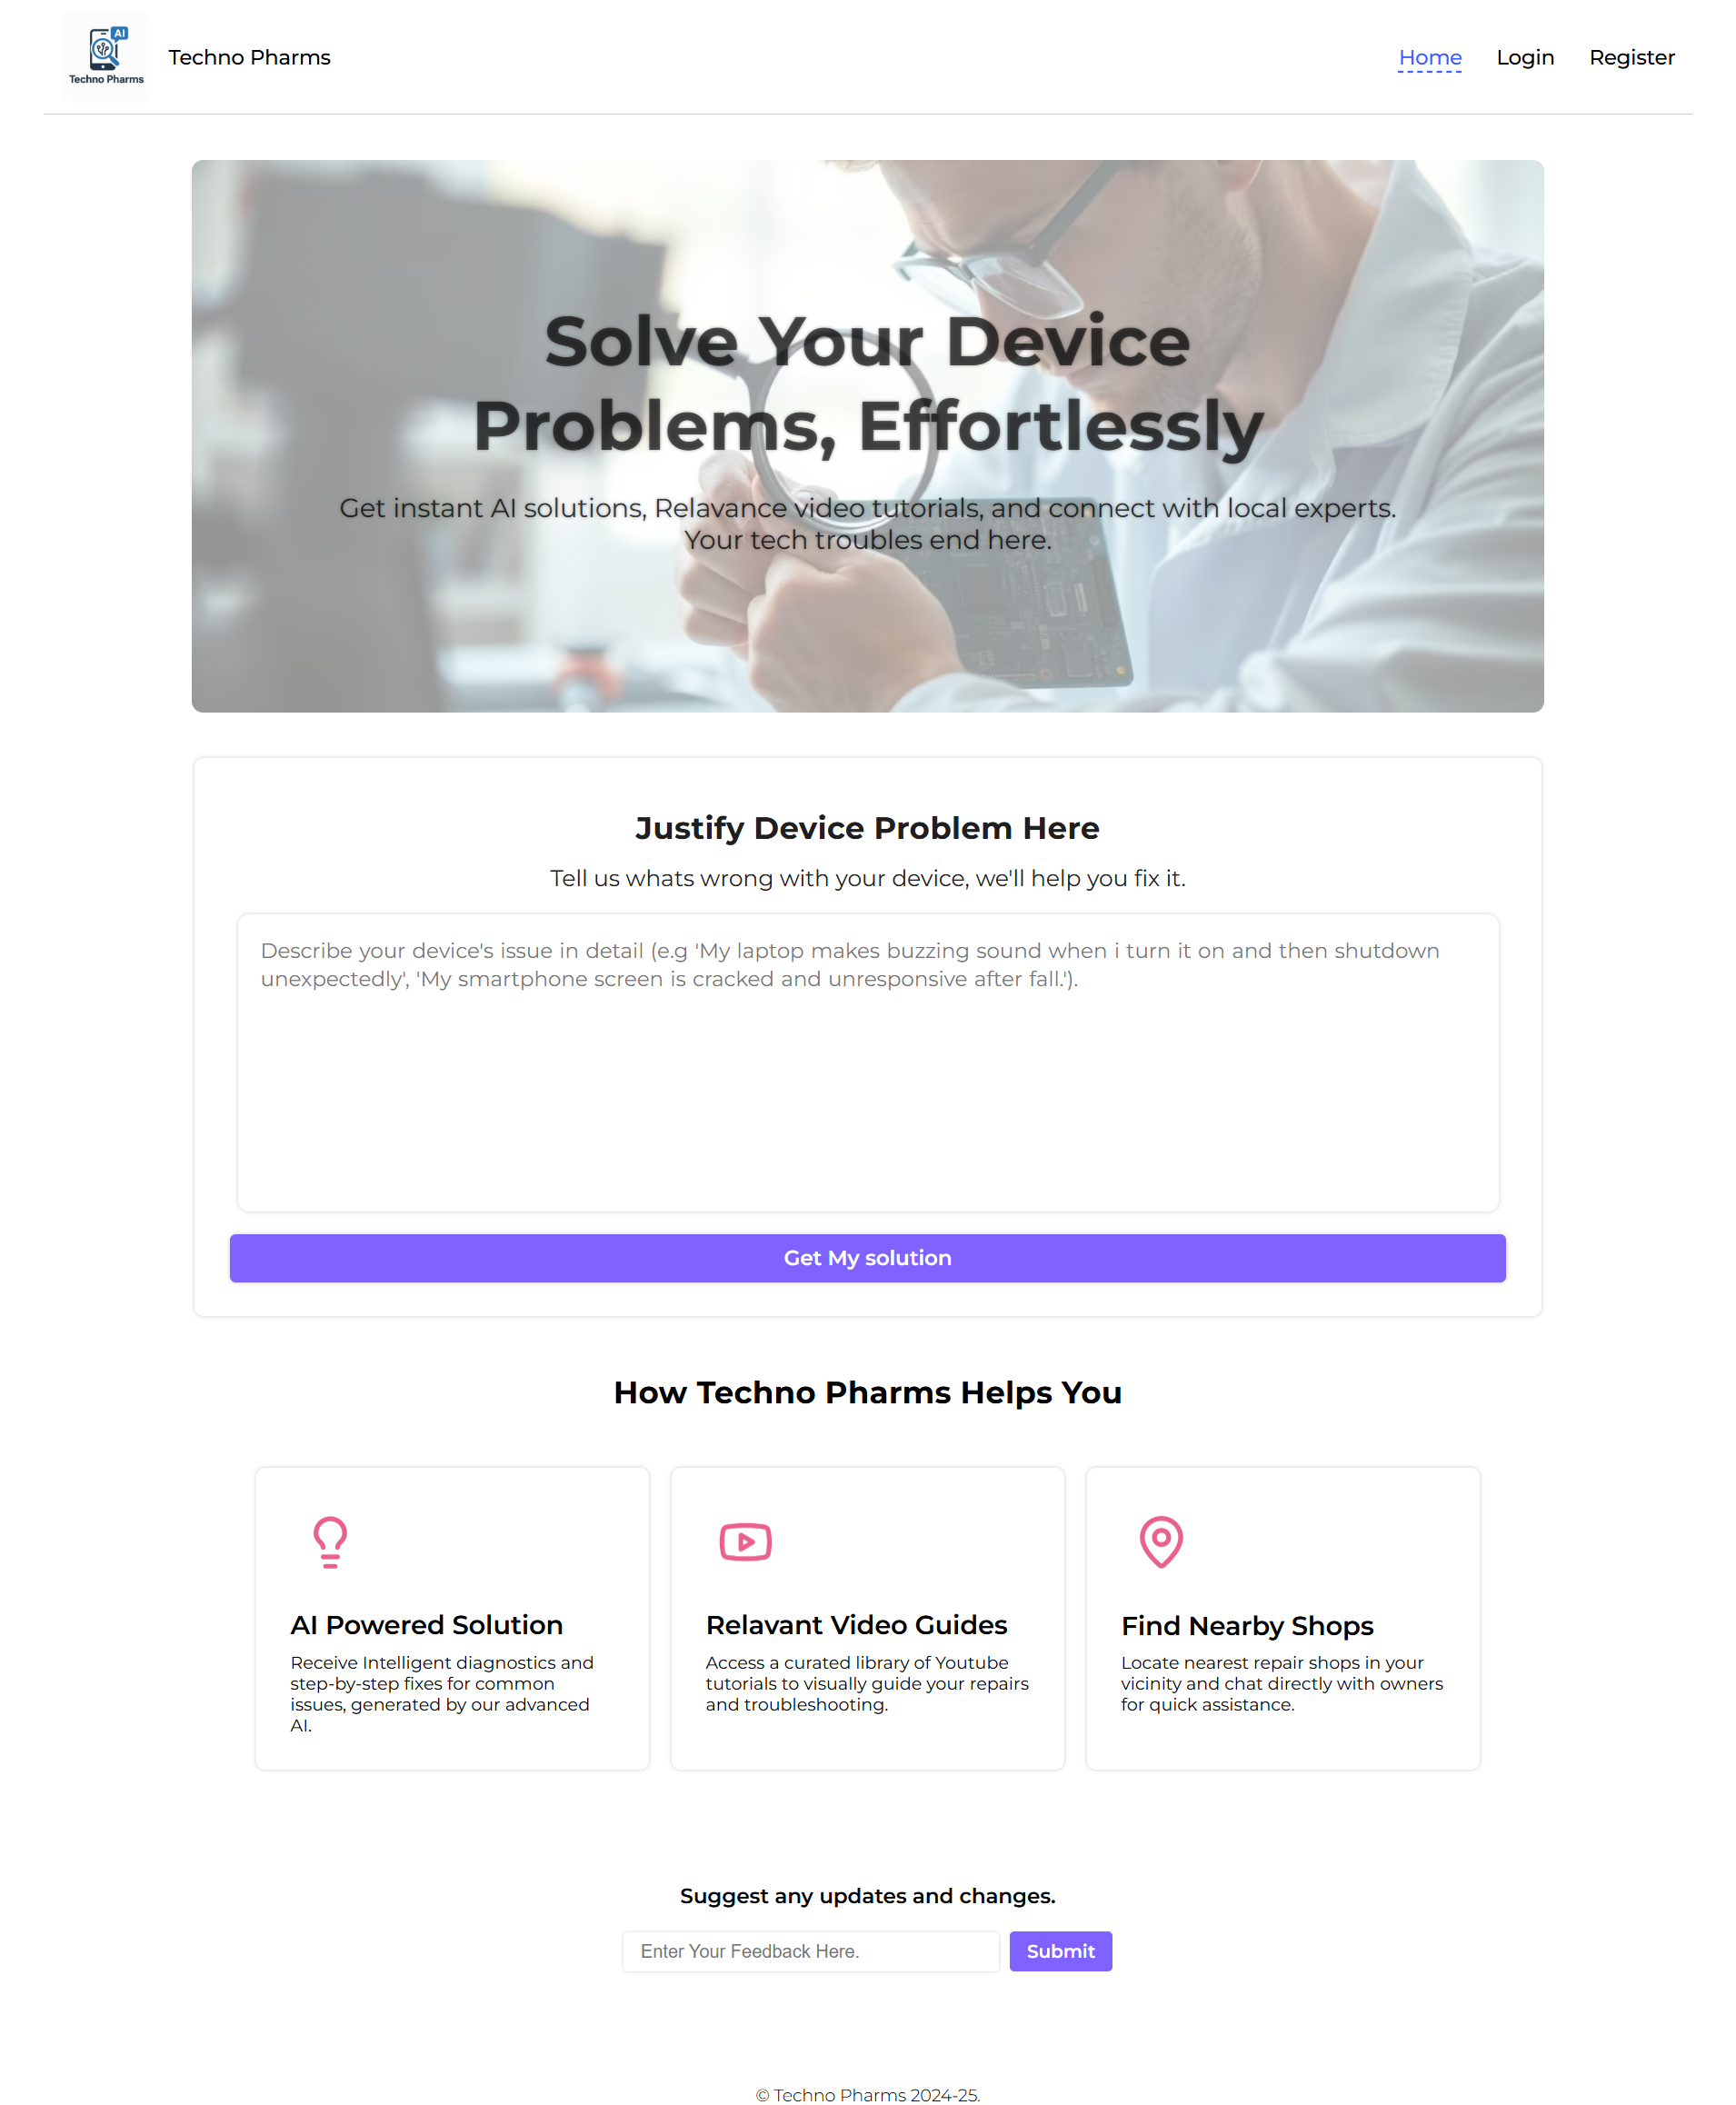 AI
Techno Pharms
Techno Pharms
Home
Login
Register
Solve Your Device
Problems, Effortlessly
Get instant AI solutions, Relavance video tutorials, and connect with local experts.
Your tech troubles end here.
Justify Device Problem Here
Tell us whats wrong with your device, we'll help you fix it.
Describe your device's issue in detail (e.g 'My laptop makes buzzing sound when i turn it on and then shutdown
unexpectedly', 'My smartphone screen is cracked and unresponsive after fall.').
Get My solution
How Techno Pharms Helps You
AI Powered Solution
Receive Intelligent diagnostics and
step-by-step fixes for common
issues, generated by our advanced
AI.
Relavant Video Guides
Access a curated library of Youtube
tutorials to visually guide your repairs
and troubleshooting.
Find Nearby Shops
Locate nearest repair shops in your
vicinity and chat directly with owners
for quick assistance.
Suggest any updates and changes.
Enter Your Feedback Here.
Submit
© Techno Pharms 2024-25.